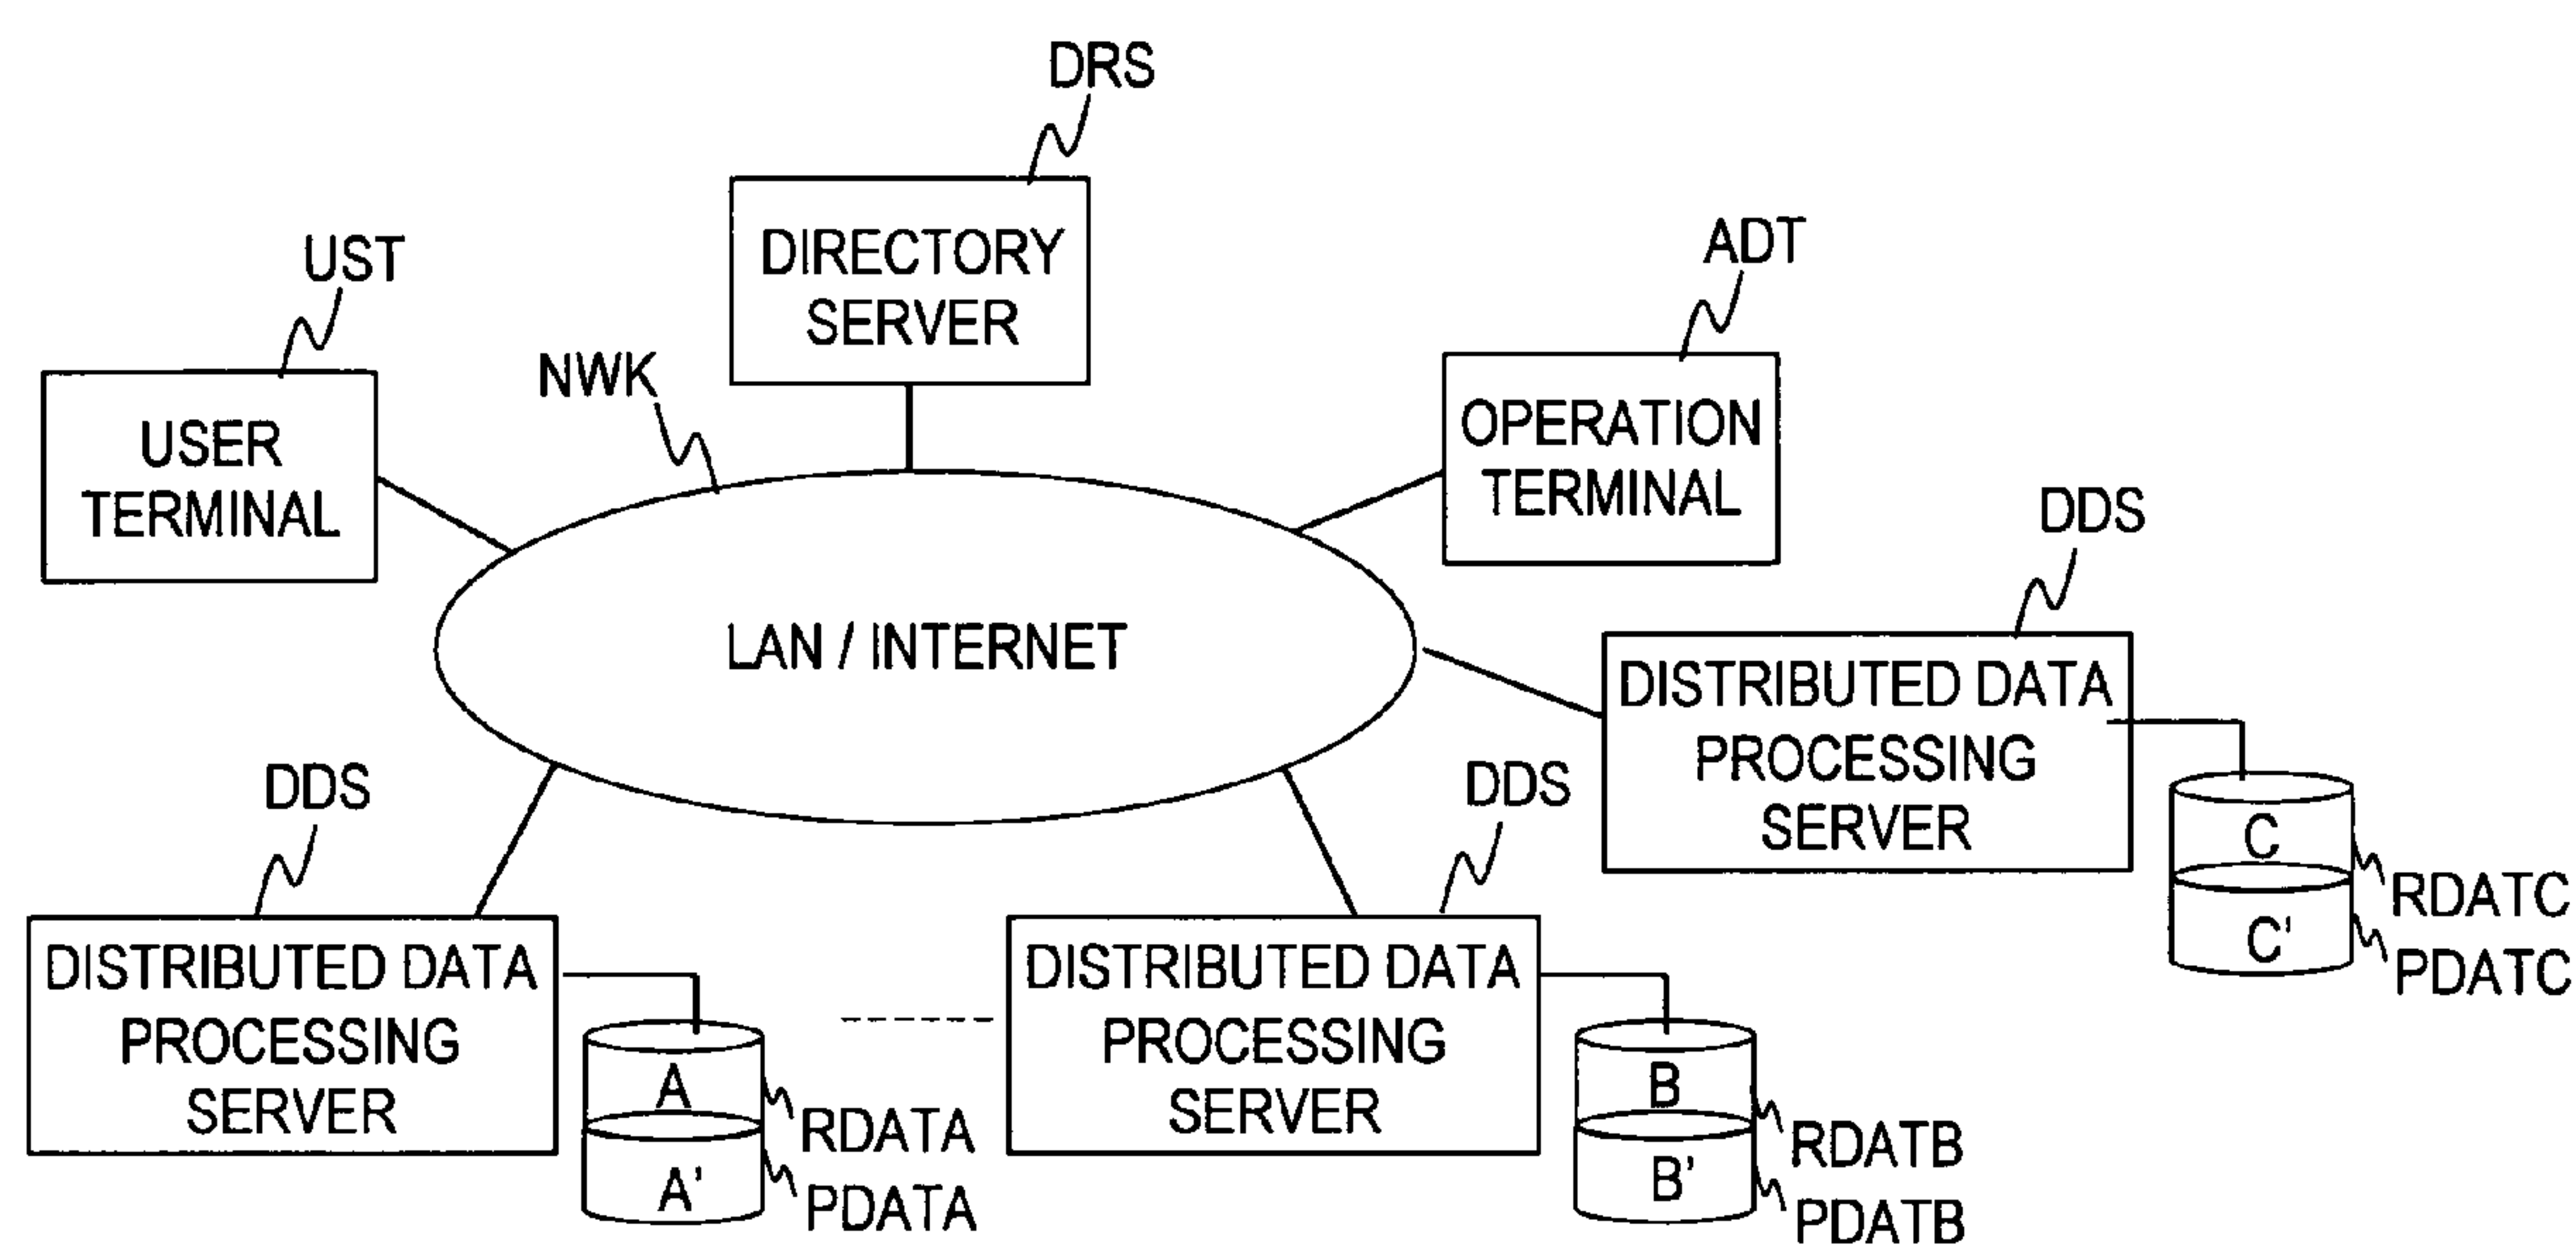 DRS
DIRECTORY
SERVER
UST
USER
TERMINAL
NWK
ADT
OPERATION
TERMINAL
LAN / INTERNET
DDS
DISTRIBUTED DATA
PROCESSING
SERVER
C
C'
RDATC
PDATC
DDS
DISTRIBUTED DATA
PROCESSING
SERVER
A
A'
RDATA
PDATA
DDS
DISTRIBUTED DATA
PROCESSING
SERVER
B
B'
RDATB
PDATB